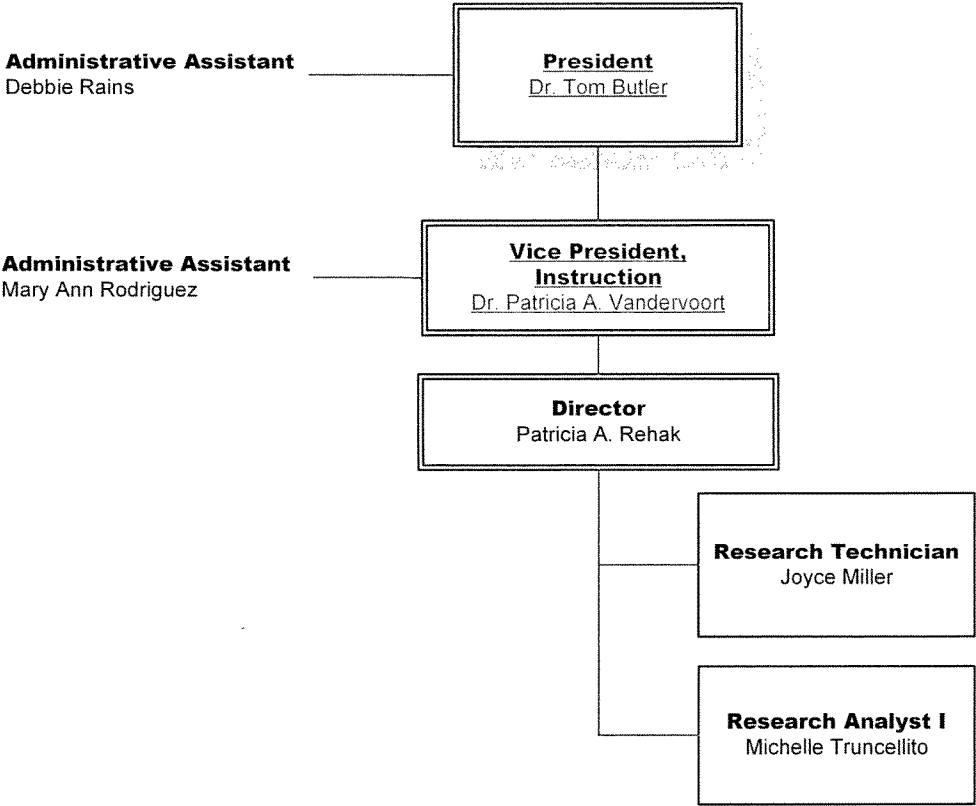 Administrative Assistant
Debbie Rains
President
Dr. Tom Butler
Administrative Assistant
Mary Ann Rodriguez
Vice President,
Instruction
Dr. Patricia A. Vandervoort
Director
Patricia A. Rehak
Research Technician
Joyce Miller
Research Analyst I
Michelle Truncellito